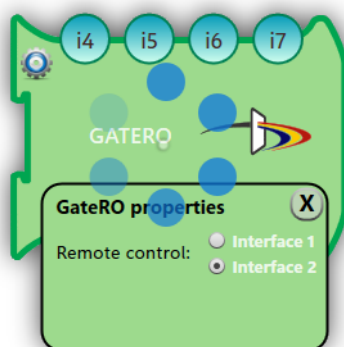 i4 i5 i6 i7
GATERO
GateRO properties X
Remote control:
Interface 1
Interface 2